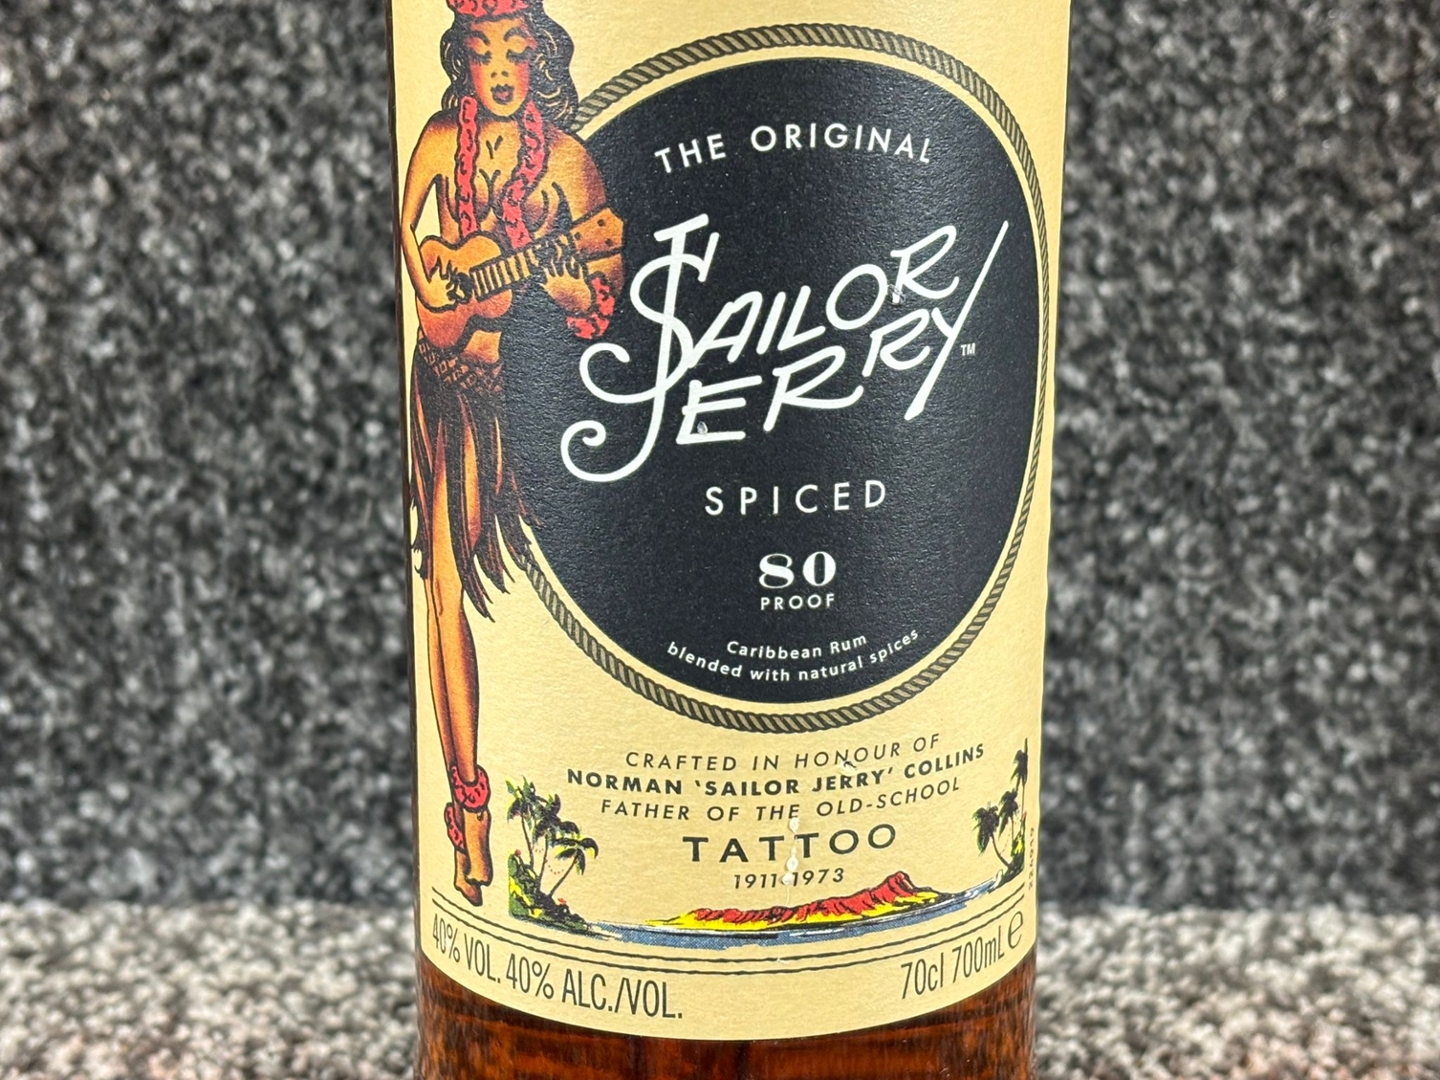 THE ORIGINAL
SAILOR
JERRY™
SPICED
80
PROOF
Caribbean Rum
blended with natural spices
CRAFTED IN HONOUR OF
NORMAN ‘SAILOR JERRY’ COLLINS
FATHER OF THE OLD-SCHOOL
TATTOO
1911-1973
40% VOL. 40% ALC./VOL.
70cl 700mL ℮